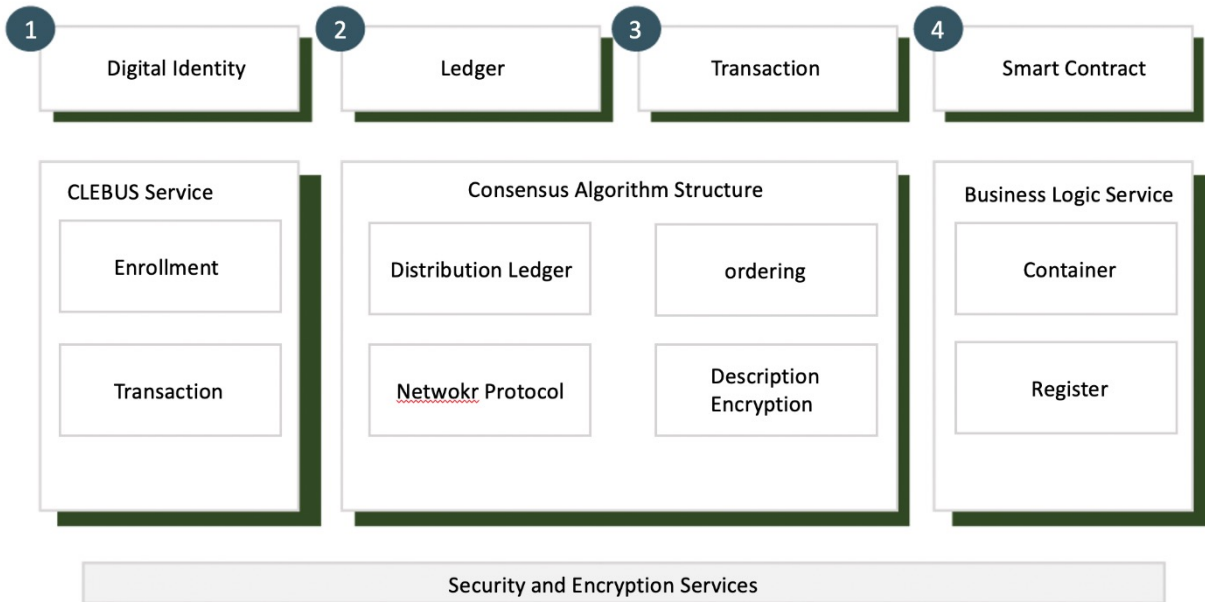 1
Digital Identity
2
Ledger
3
Transaction
4
Smart Contract
CLEBUS Service
Enrollment
Transaction
Consensus Algorithm Structure
Distribution Ledger
ordering
Netwokr Protocol
Description
Encryption
Business Logic Service
Container
Register
Security and Encryption Services